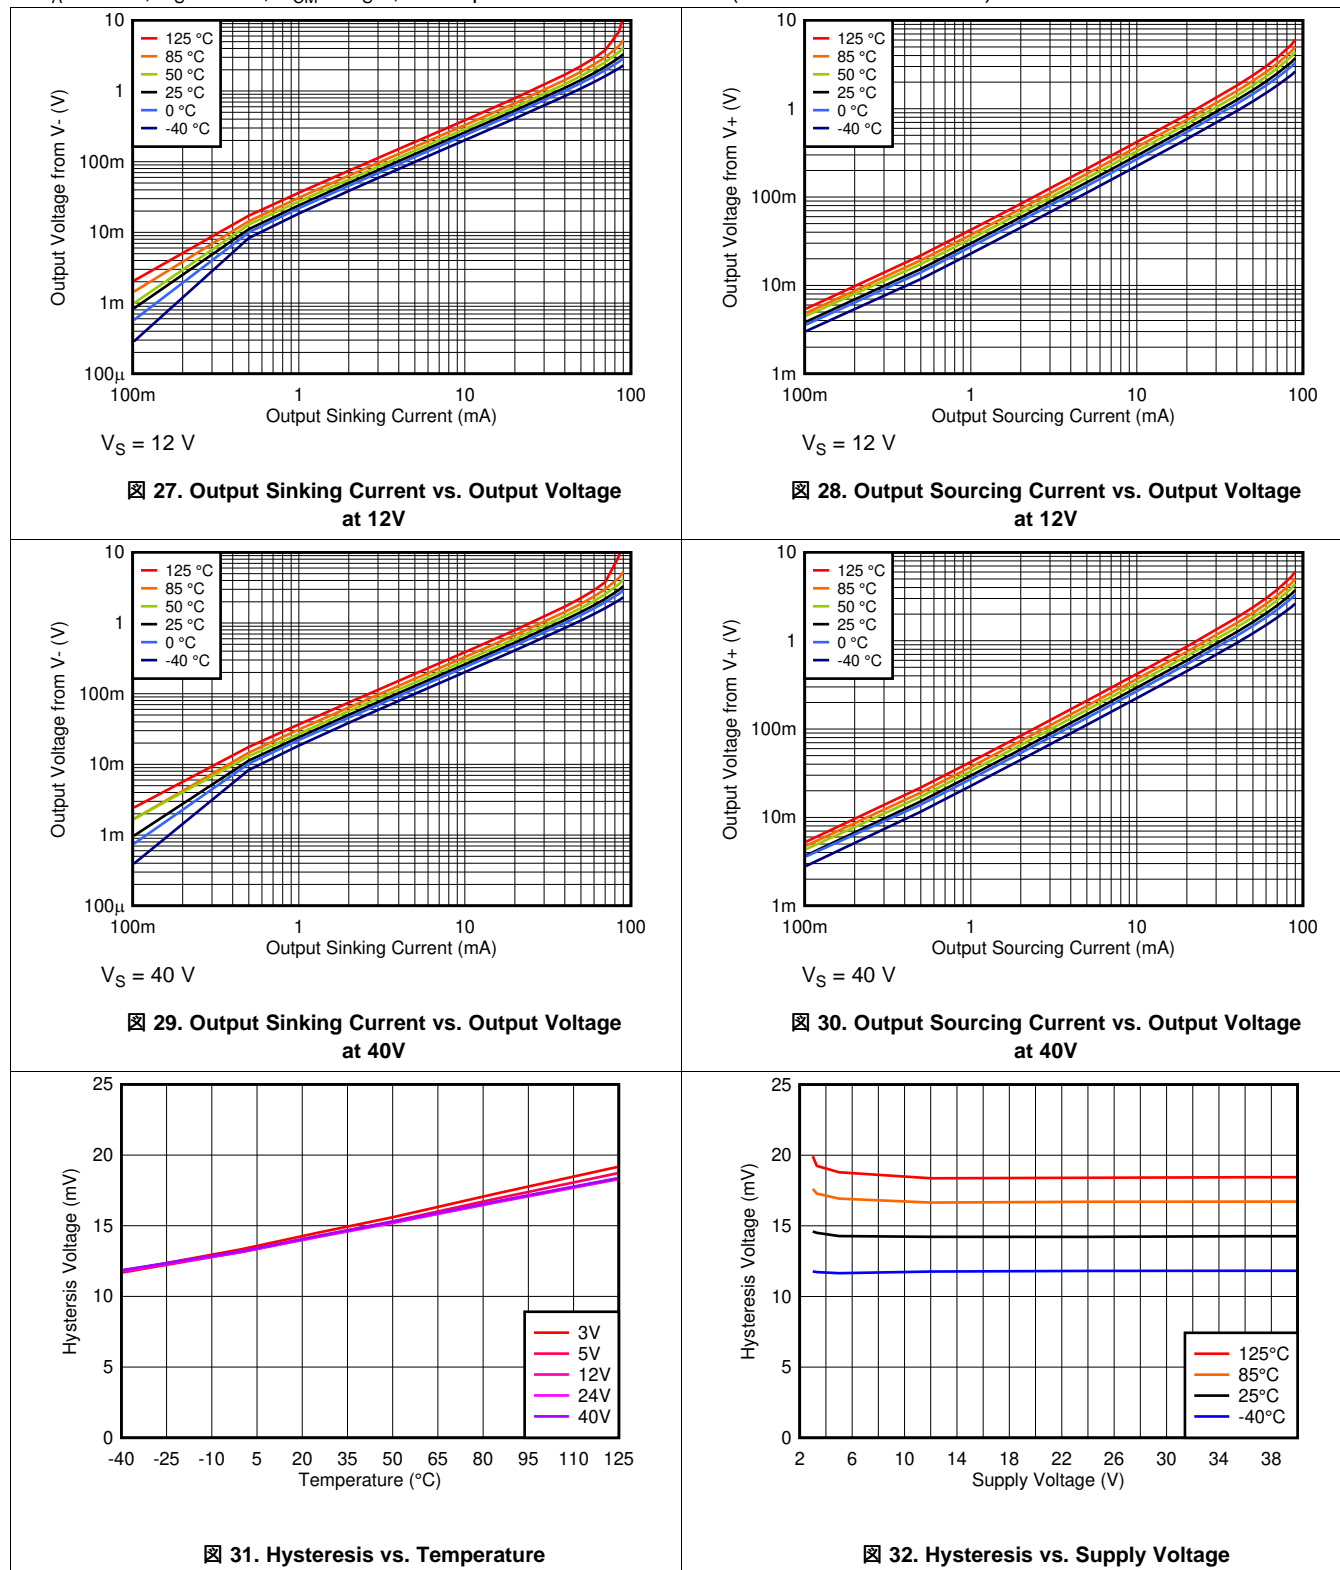 10
1
100m
10m
1m
100µ
Output Voltage from V- (V)
125 °C
85 °C
50 °C
25 °C
0 °C
-40 °C
100m 1 10 100
Output Sinking Current (mA)
VS = 12 V
図 27. Output Sinking Current vs. Output Voltage
at 12V
10
1
100m
10m
1m
Output Voltage from V+ (V)
125 °C
85 °C
50 °C
25 °C
0 °C
-40 °C
100m 1 10 100
Output Sourcing Current (mA)
VS = 12 V
図 28. Output Sourcing Current vs. Output Voltage
at 12V
10
1
100m
10m
1m
100µ
Output Voltage from V- (V)
125 °C
85 °C
50 °C
25 °C
0 °C
-40 °C
100m 1 10 100
Output Sinking Current (mA)
VS = 40 V
図 29. Output Sinking Current vs. Output Voltage
at 40V
10
1
100m
10m
1m
Output Voltage from V+ (V)
125 °C
85 °C
50 °C
25 °C
0 °C
-40 °C
100m 1 10 100
Output Sourcing Current (mA)
VS = 40 V
図 30. Output Sourcing Current vs. Output Voltage
at 40V
25
20
15
10
5
0
Hystersis Voltage (mV)
3V
5V
12V
24V
40V
-40 -25 -10 5 20 35 50 65 80 95 110 125
Temperature (°C)
図 31. Hysteresis vs. Temperature
25
20
15
10
5
0
Hysteresis Voltage (mV)
125°C
85°C
25°C
-40°C
2 6 10 14 18 22 26 30 34 38
Supply Voltage (V)
図 32. Hysteresis vs. Supply Voltage